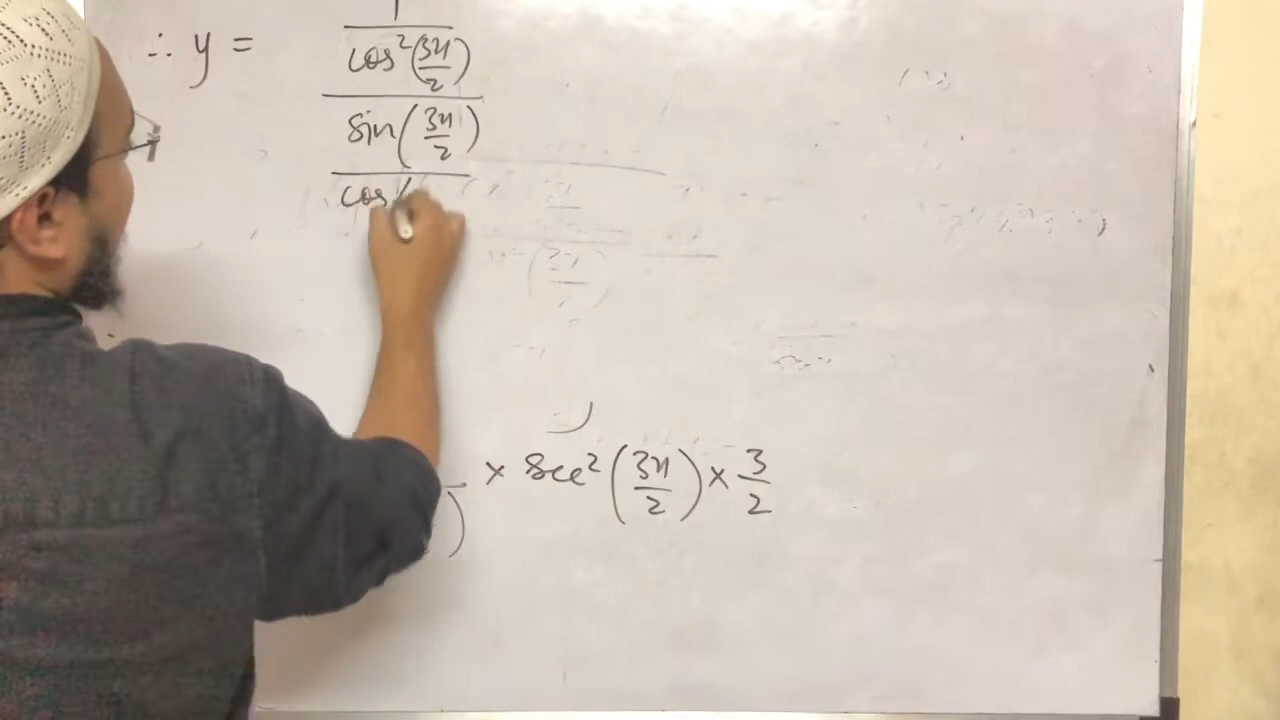 ∴ y =
1
cos²(3x/2)
sin(3x/2)
cos(
) × sec²(3x/2) × 3/2